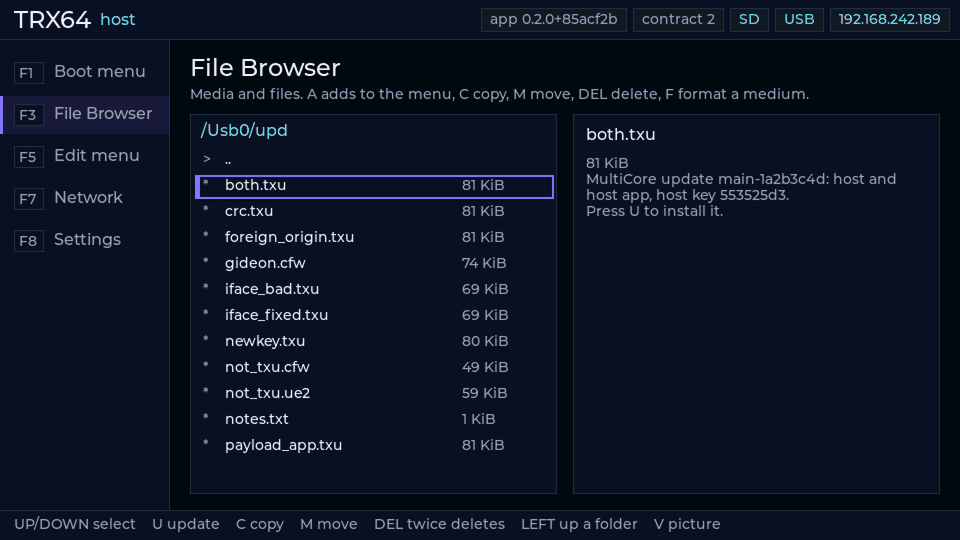 TRX64 host app 0.2.0+85acf2b contract 2 SD USB 192.168.242.189
F1 Boot menu
F3 File Browser
F5 Edit menu
F7 Network
F8 Settings
File Browser
Media and files. A adds to the menu, C copy, M move, DEL delete, F format a medium.
/Usb0/upd
> ..
* both.txu 81 KiB
* crc.txu 81 KiB
* foreign_origin.txu 81 KiB
* gideon.cfw 74 KiB
* iface_bad.txu 69 KiB
* iface_fixed.txu 69 KiB
* newkey.txu 80 KiB
* not_txu.cfw 49 KiB
* not_txu.ue2 59 KiB
* notes.txt 1 KiB
* payload_app.txu 81 KiB
both.txu
81 KiB
MultiCore update main-1a2b3c4d: host and
host app, host key 553525d3.
Press U to install it.
UP/DOWN select U update C copy M move DEL twice deletes LEFT up a folder V picture